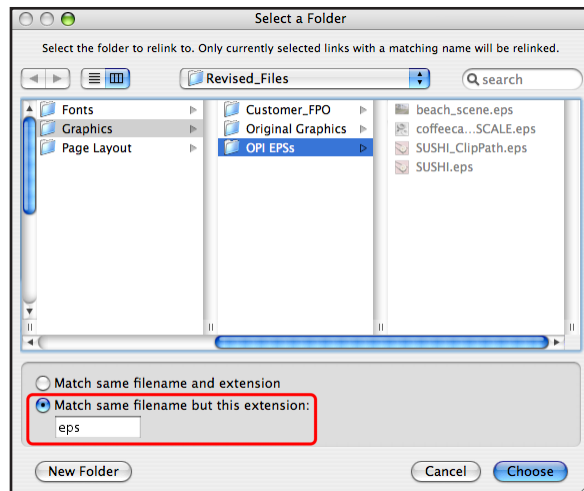 Select a Folder
Select the folder to relink to. Only currently selected links with a matching name will be relinked.
Revised_Files
search
Fonts
Graphics
Page Layout
Customer_FPO
Original Graphics
OPI EPSs
beach_scene.eps
coffeeca...SCALE.eps
SUSHI_ClipPath.eps
SUSHI.eps
Match same filename and extension
Match same filename but this extension:
eps
New Folder
Cancel
Choose